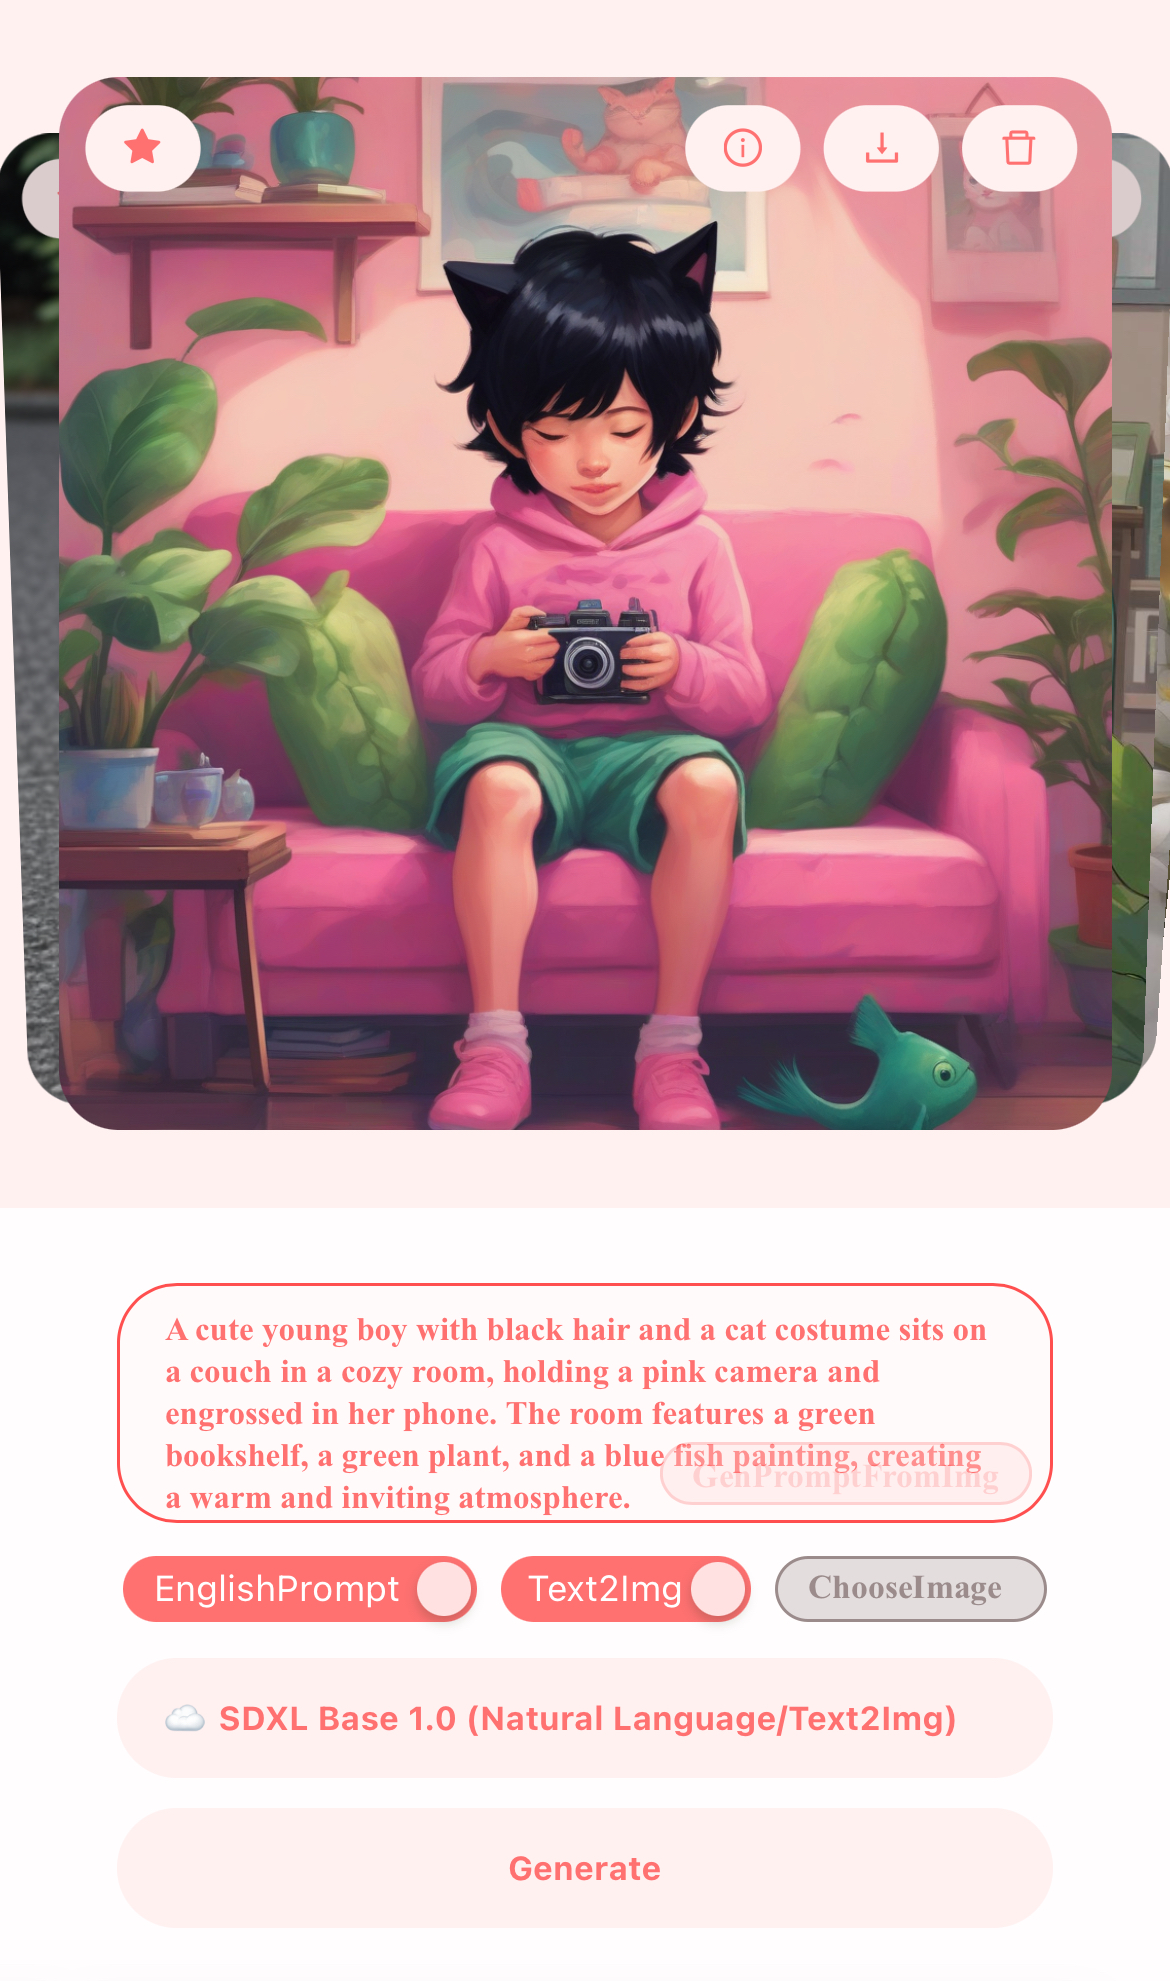 A cute young boy with black hair and a cat costume sits on
a couch in a cozy room, holding a pink camera and
engrossed in her phone. The room features a green
bookshelf, a green plant, and a blue fish painting, creating
GenPromptFromImg
a warm and inviting atmosphere.
EnglishPrompt Text2Img ChooseImage
SDXL Base 1.0 (Natural Language/Text2Img)
Generate